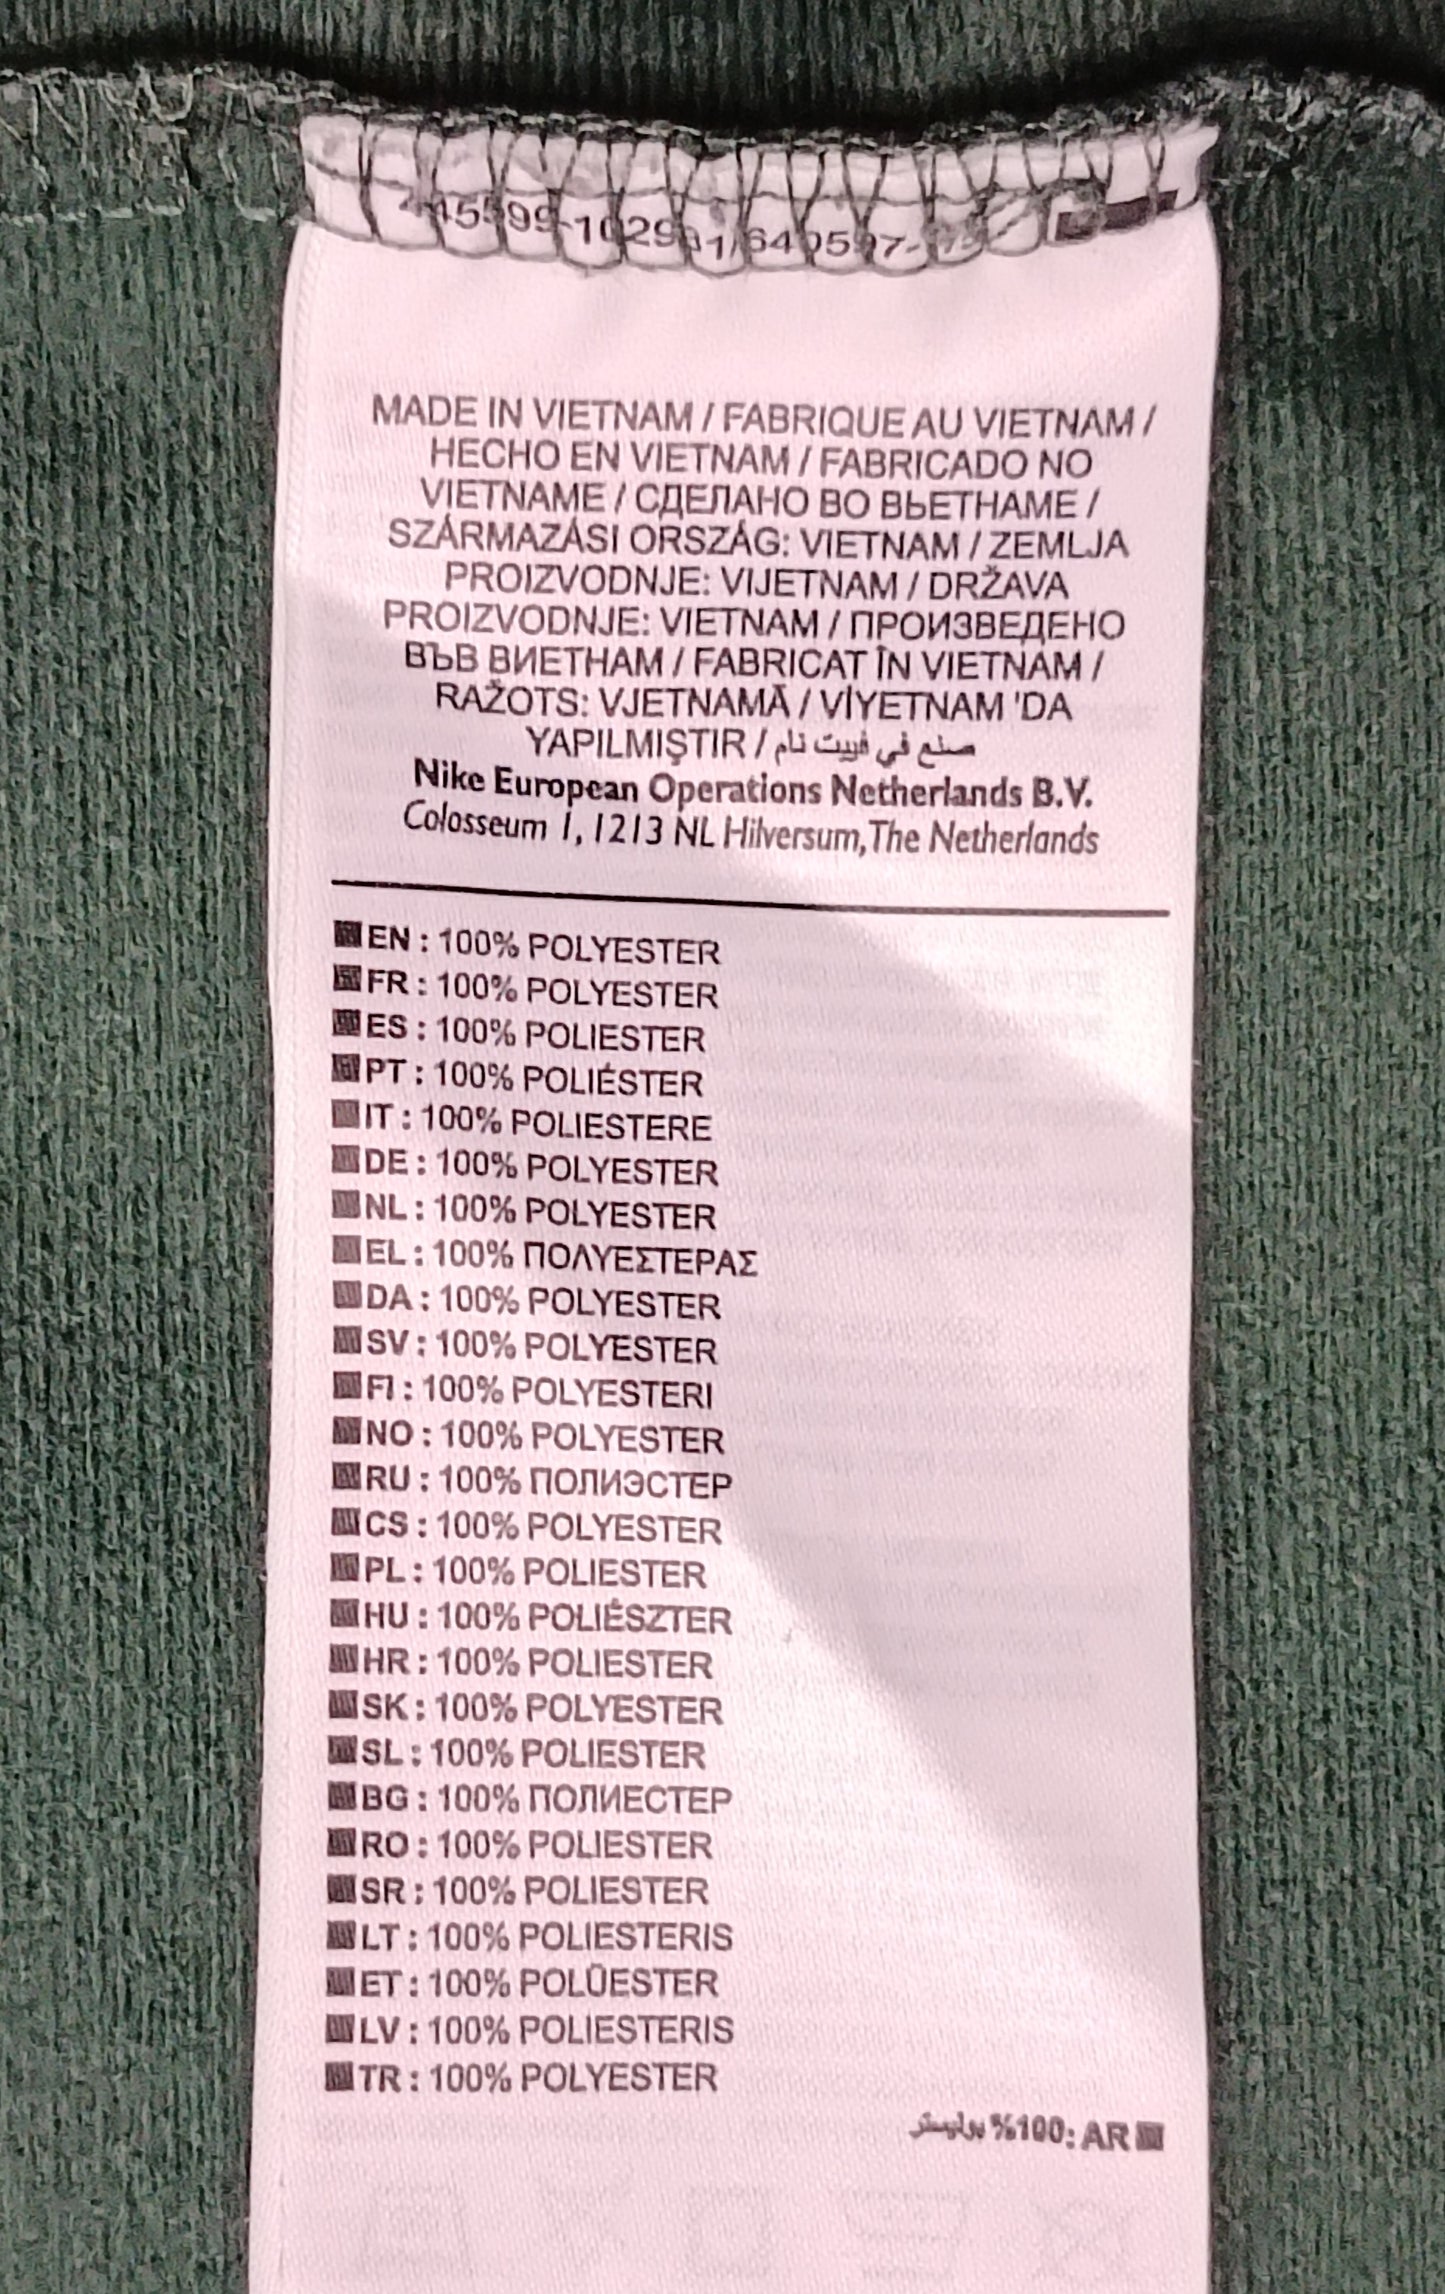 MADE IN VIETNAM / FABRIQUE AU VIETNAM /
HECHO EN VIETNAM / FABRICADO NO
VIETNAME / СДЕЛАНО ВО ВЬЕТНАМЕ /
SZÁRMAZÁSI ORSZÁG: VIETNAM / ZEMLJA
PROIZVODNJE: VIJETNAM / DRŽAVA
PROIZVODNJE: VIETNAM / ПРОИЗВЕДЕНО
ВЪВ ВИЕТНАМ / FABRICAT ÎN VIETNAM /
RAŽOTS: VJETNAMĀ / VİYETNAM 'DA
YAPILMIŞTIR / صنع في فييت نام
Nike European Operations Netherlands B.V.
Colosseum 1, 1213 NL Hilversum, The Netherlands
EN : 100% POLYESTER
FR : 100% POLYESTER
ES : 100% POLIESTER
PT : 100% POLIÉSTER
IT : 100% POLIESTERE
DE : 100% POLYESTER
NL : 100% POLYESTER
EL : 100% ΠΟΛΥΕΣΤΕΡΑΣ
DA : 100% POLYESTER
SV : 100% POLYESTER
FI : 100% POLYESTERI
NO : 100% POLYESTER
RU : 100% ПОЛИЭСТЕР
CS : 100% POLYESTER
PL : 100% POLIESTER
HU : 100% POLIÉSZTER
HR : 100% POLIESTER
SK : 100% POLYESTER
SL : 100% POLIESTER
BG : 100% ПОЛИЕСТЕР
RO : 100% POLIESTER
SR : 100% POLIESTER
LT : 100% POLIESTERIS
ET : 100% POLÜESTER
LV : 100% POLIESTERIS
TR : 100% POLYESTER
AR :100% بوليستر